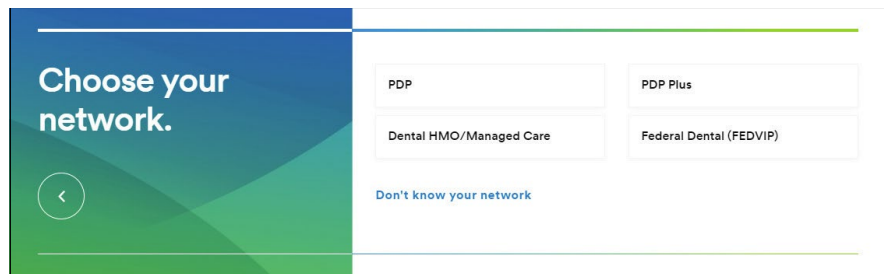 Choose your
network.
PDP
PDP Plus
Dental HMO/Managed Care
Federal Dental (FEDVIP)
Don't know your network